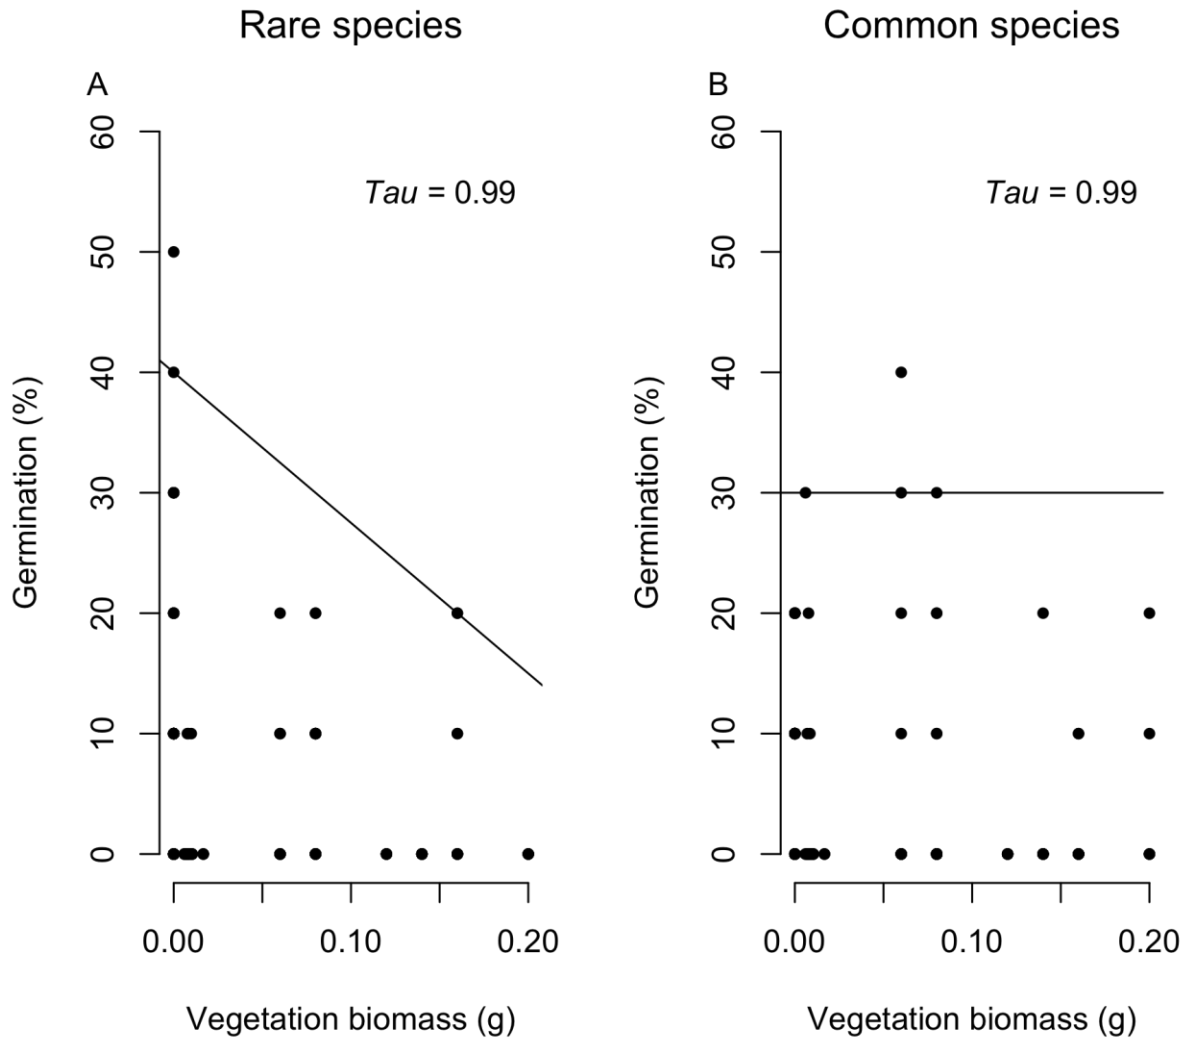 Rare species
Common species
A
B
60
50
40
30
20
10
0
Germination (%)
Tau = 0.99
0.00
0.10
0.20
Vegetation biomass (g)
60
50
40
30
20
10
0
Germination (%)
Tau = 0.99
0.00
0.10
0.20
Vegetation biomass (g)